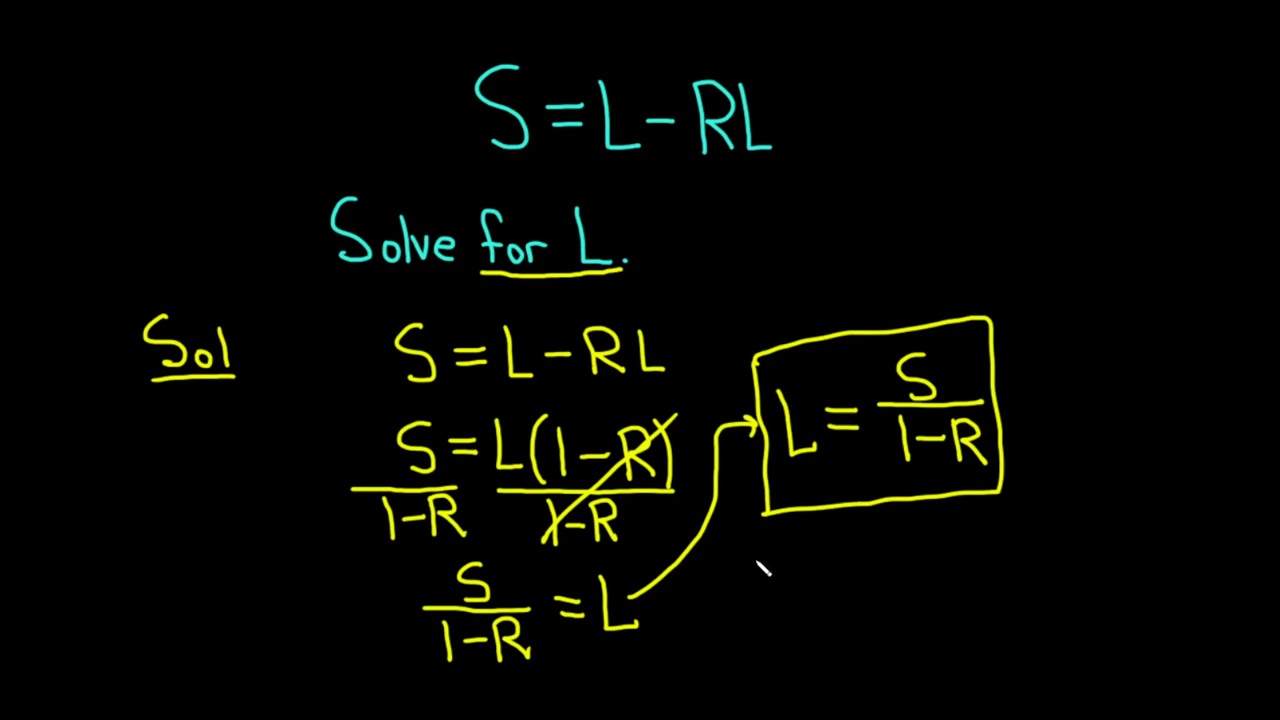 S = L - RL
Solve for L.
Sol
S = L - RL
S/(1-R) = L(1-R)/(1-R)
S/(1-R) = L
L = S/(1-R)